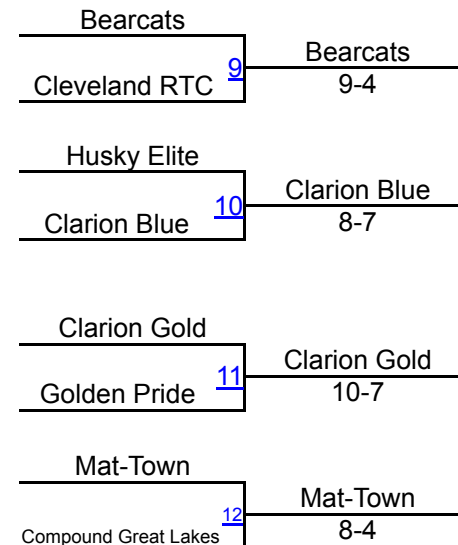 Bearcats
9
Bearcats
Cleveland RTC
9-4
Husky Elite
10
Clarion Blue
Clarion Blue
8-7
Clarion Gold
11
Clarion Gold
Golden Pride
10-7
Mat-Town
12
Mat-Town
Compound Great Lakes
8-4